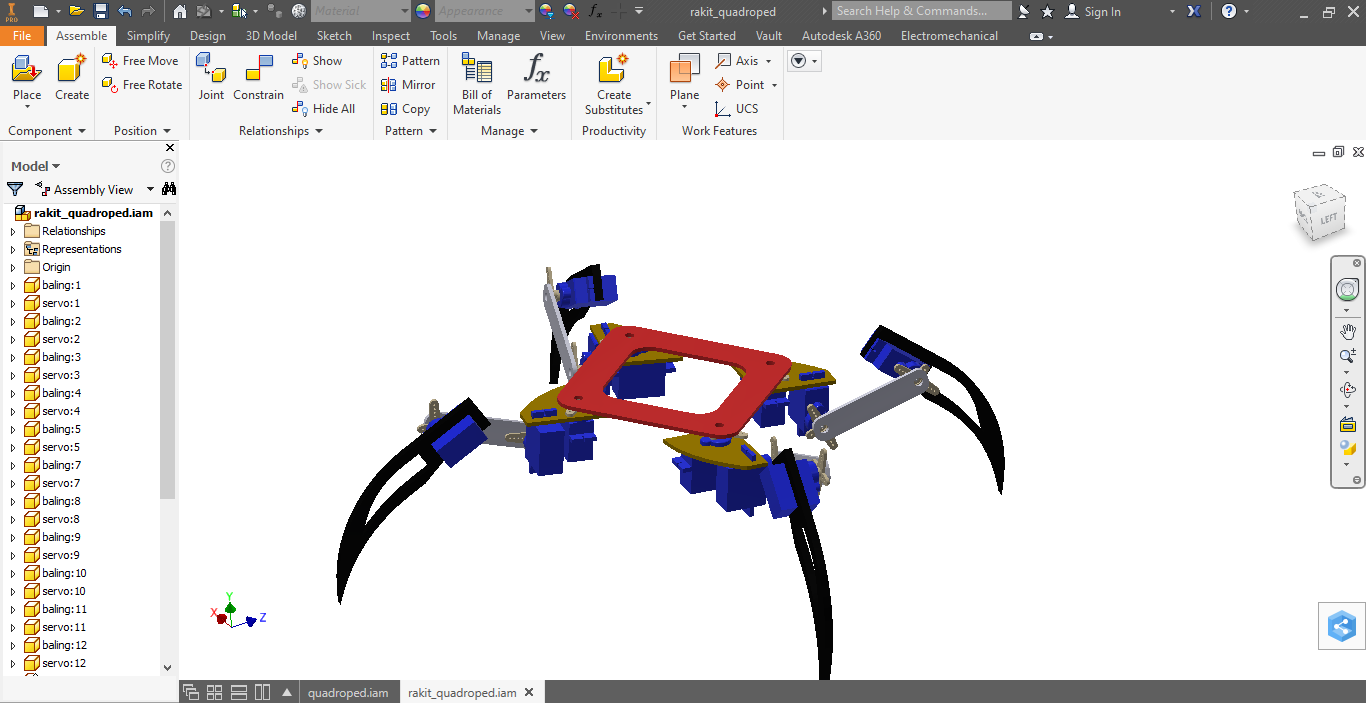 I PRO
Material
Appearance
fx
rakit_quadroped
Search Help & Commands...
Sign In
File Assemble Simplify Design 3D Model Sketch Inspect Tools Manage View Environments Get Started Vault Autodesk A360 Electromechanical
Place
Create
Free Move
Free Rotate
Joint
Constrain
Show
Show Sick
Hide All
Pattern
Mirror
Copy
Bill of
Materials
fx
Parameters
Create
Substitutes
Plane
Axis
Point
UCS
Component
Position
Relationships
Pattern
Manage
Productivity
Work Features
Model
Assembly View
rakit_quadroped.iam
Relationships
Representations
Origin
baling:1
servo:1
baling:2
servo:2
baling:3
servo:3
baling:4
servo:4
baling:5
servo:5
baling:7
servo:7
baling:8
servo:8
baling:9
servo:9
baling:10
servo:10
baling:11
servo:11
baling:12
servo:12
LEFT
Y
X
Z
quadroped.iam
rakit_quadroped.iam